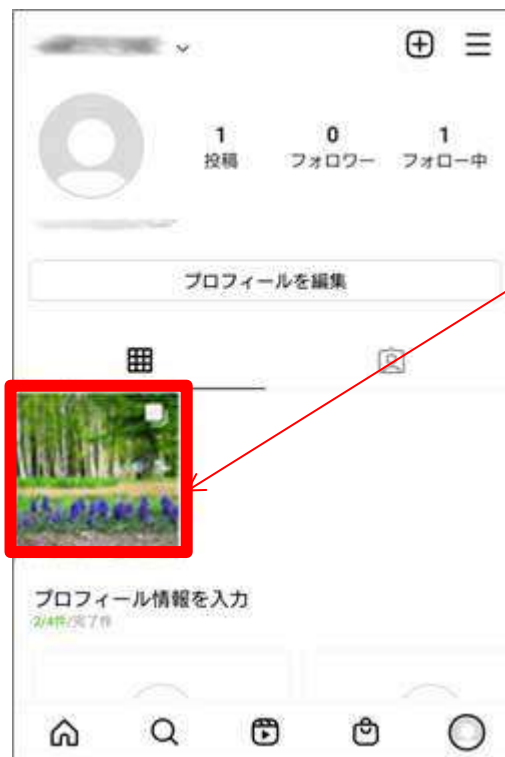 1 0 1
投稿 フォロワー フォロー中
プロフィールを編集
プロフィール情報を入力
2/4件/完了件